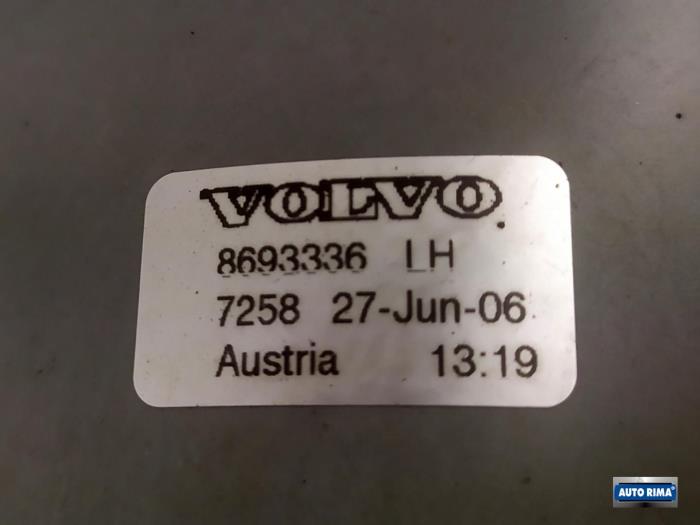 VOLVO
8693336 LH
7258 27-Jun-06
Austria 13:19
AUTO RIMA